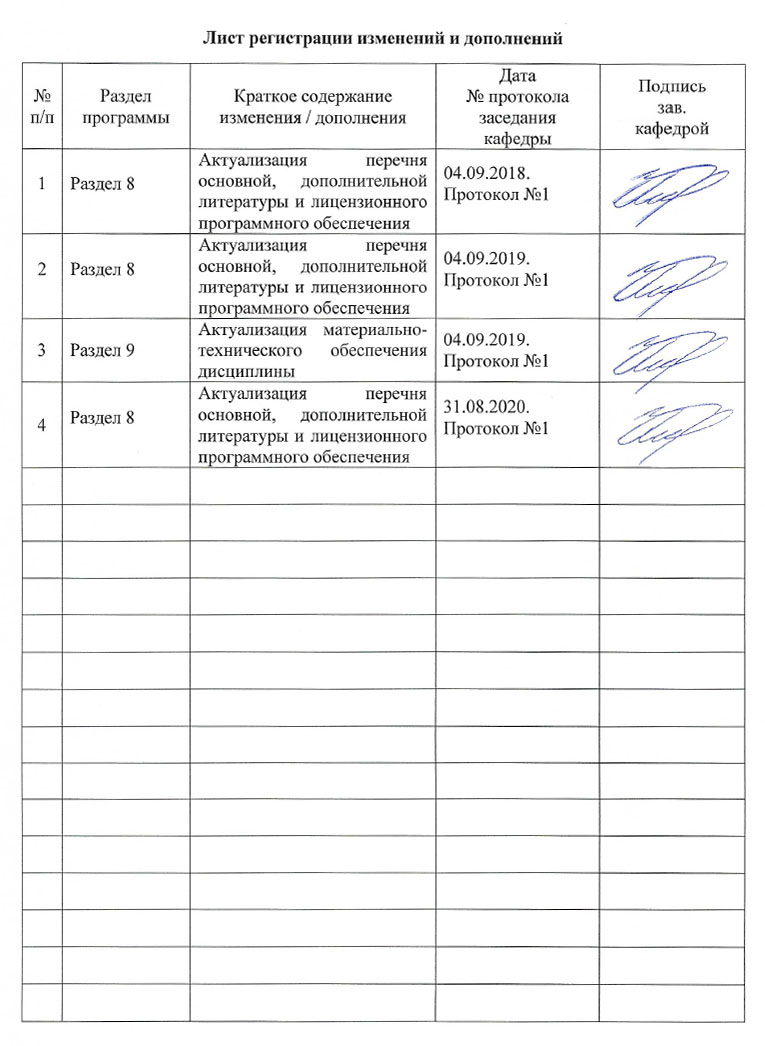 Лист регистрации изменений и дополнений
№
п/п
Раздел
программы
Краткое содержание
изменения / дополнения
Дата
№ протокола
заседания
кафедры
Подпись
зав.
кафедрой
1
Раздел 8
Актуализация перечня
основной, дополнительной
литературы и лицензионного
программного обеспечения
04.09.2018.
Протокол №1
2
Раздел 8
Актуализация перечня
основной, дополнительной
литературы и лицензионного
программного обеспечения
04.09.2019.
Протокол №1
3
Раздел 9
Актуализация материально-
технического обеспечения
дисциплины
04.09.2019.
Протокол №1
4
Раздел 8
Актуализация перечня
основной, дополнительной
литературы и лицензионного
программного обеспечения
31.08.2020.
Протокол №1